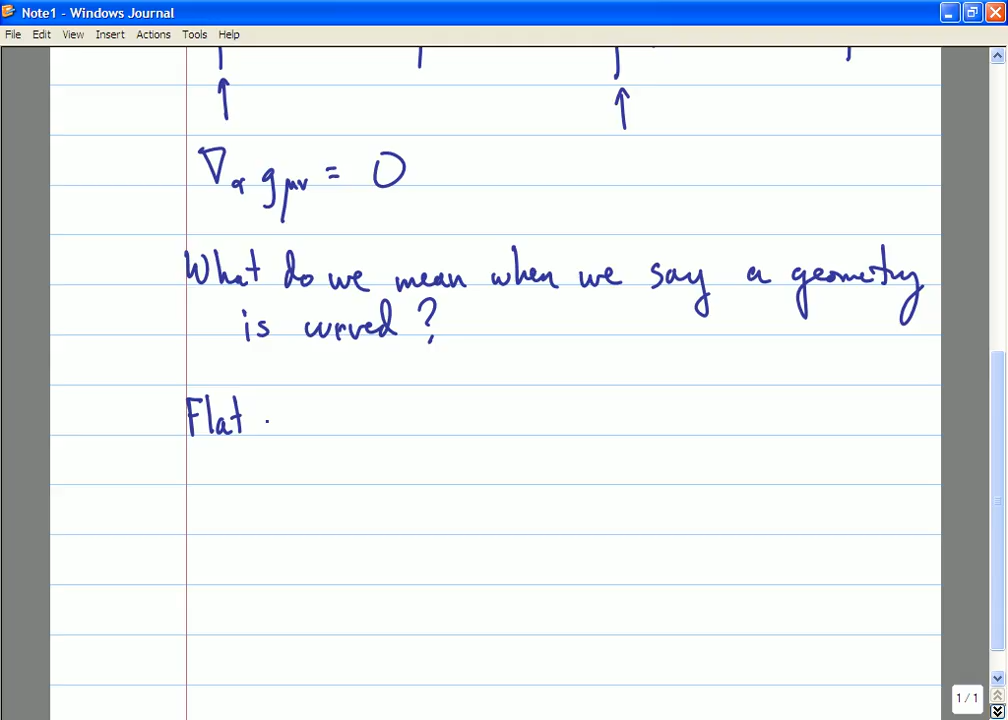 Note1 - Windows Journal
File Edit View Insert Actions Tools Help
∇α gμν = 0
What do we mean when we say a geometry
is curved?
Flat
1 / 1